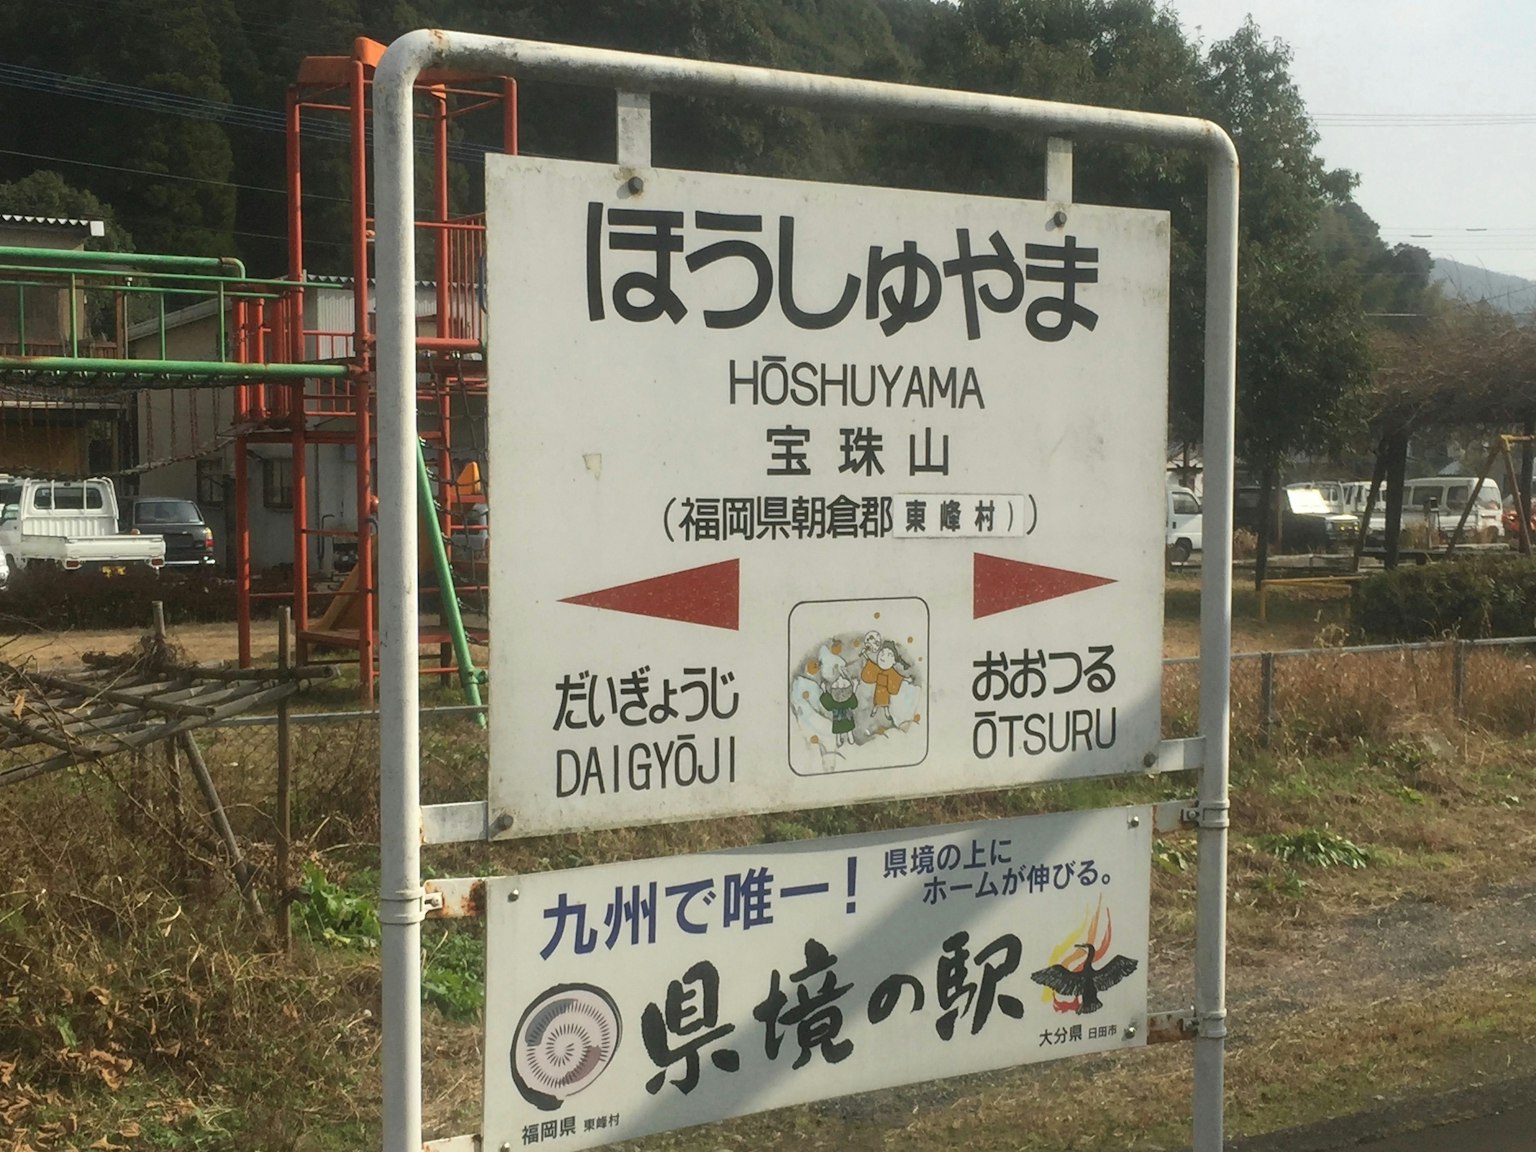 ほうしゅやま
HŌSHUYAMA
宝珠山
(福岡県朝倉郡東峰村))
だいぎょうじ
DAIGYŌJI
おおつる
ŌTSURU
九州で唯一!
県境の上に
ホームが伸びる。
県境の駅
福岡県 東峰村
大分県 日田市